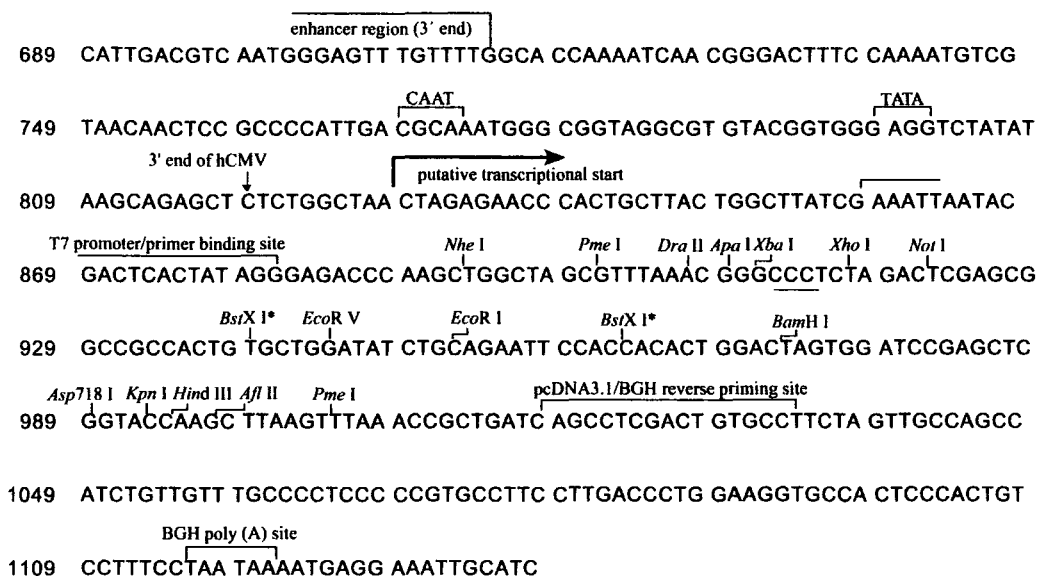 enhancer region (3′ end)
689 CATTGACGTC AATGGGAGTT TGTTTTGGCA CCAAAATCAA CGGGACTTTC CAAAATGTCG
CAAT TATA
749 TAACAACTCC GCCCCATTGA CGCAAATGGG CGGTAGGCGT GTACGGTGGG GAGGTCTATAT
3' end of hCMV
putative transcriptional start
809 AAGCAGAGCT CTCTGGCTAA CTAGAGAACC CACTGCTTAC TGGCTTATCG AAATTAATAC
T7 promoter/primer binding site Nhe I Pme I Dra II Apa I Xba I Xho I Not I
869 GACTCACTAT AGGGAGACCC AAGCTGGCTA GCGTTTAAAC GGGCCCTCTA GACTCGAGCG
BstX I* EcoR V EcoR I BstX I* BamH I
929 GCCGCCACTG TGCTGGATAT CTGCAGAATT CCACCACACT GGACTAGTGG ATCCGAGCTC
Asp718 I Kpn I Hind III Afl II Pme I pcDNA3.1/BGH reverse priming site
989 GGTACCAAGC TTAAGTTTAA ACCGCTGATC AGCCTCGACT GTGCCTTCTA GTTGCCAGCC
1049 ATCTGTTGTT TGCCCCTCCC CCGTGCCTTC CTTGACCCTG GAAGGTGCCA CTCCCACTGT
BGH poly (A) site
1109 CCTTTCCTAA TAAAATGAGG AAATTGCATC